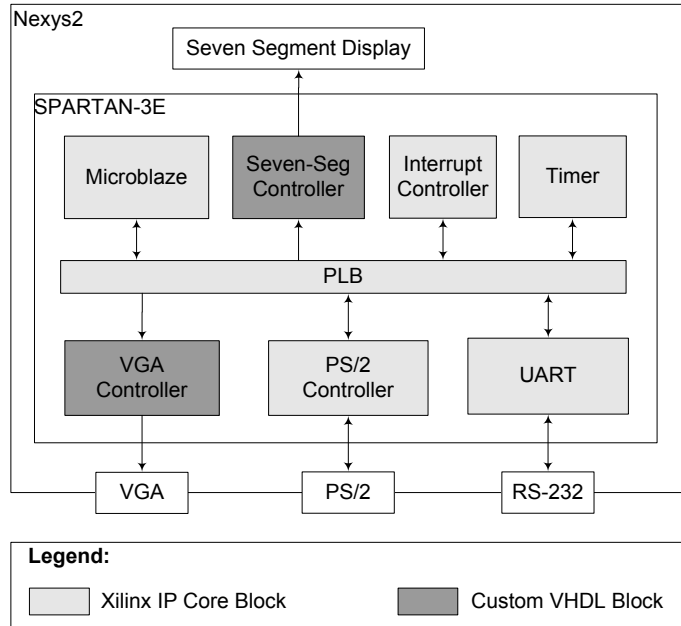 Nexys2
Seven Segment Display
SPARTAN-3E
Microblaze
Seven-Seg
Controller
Interrupt
Controller
Timer
PLB
VGA
Controller
PS/2
Controller
UART
VGA
PS/2
RS-232
Legend:
Xilinx IP Core Block
Custom VHDL Block